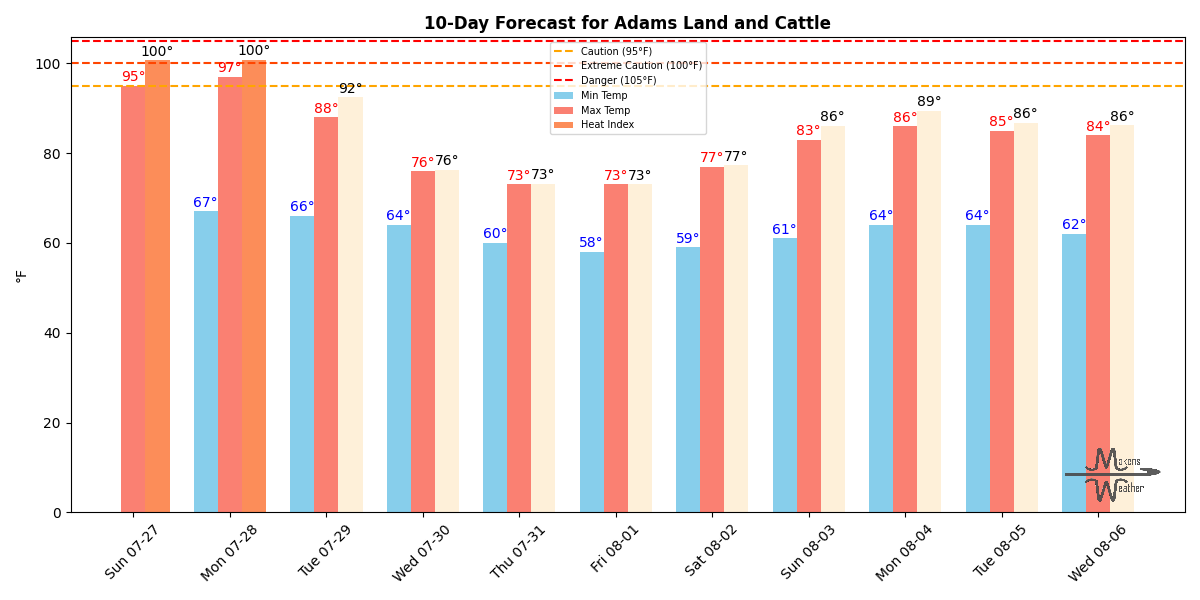 10-Day Forecast for Adams Land and Cattle
°F
100
80
60
40
20
0
Caution (95°F)
Extreme Caution (100°F)
Danger (105°F)
Min Temp
Max Temp
Heat Index
95° 100°
67° 97° 100°
66° 88° 92°
64° 76° 76°
60° 73° 73°
58° 73° 73°
59° 77° 77°
61° 83° 86°
64° 86° 89°
64° 85° 86°
62° 84° 86°
Sun 07-27
Mon 07-28
Tue 07-29
Wed 07-30
Thu 07-31
Fri 08-01
Sat 08-02
Sun 08-03
Mon 08-04
Tue 08-05
Wed 08-06